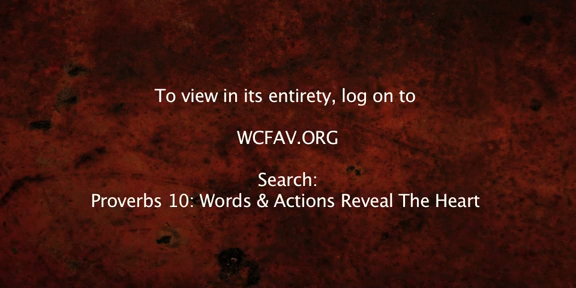 To view in its entirety, log on to
WCFAV.ORG
Search:
Proverbs 10: Words & Actions Reveal The Heart